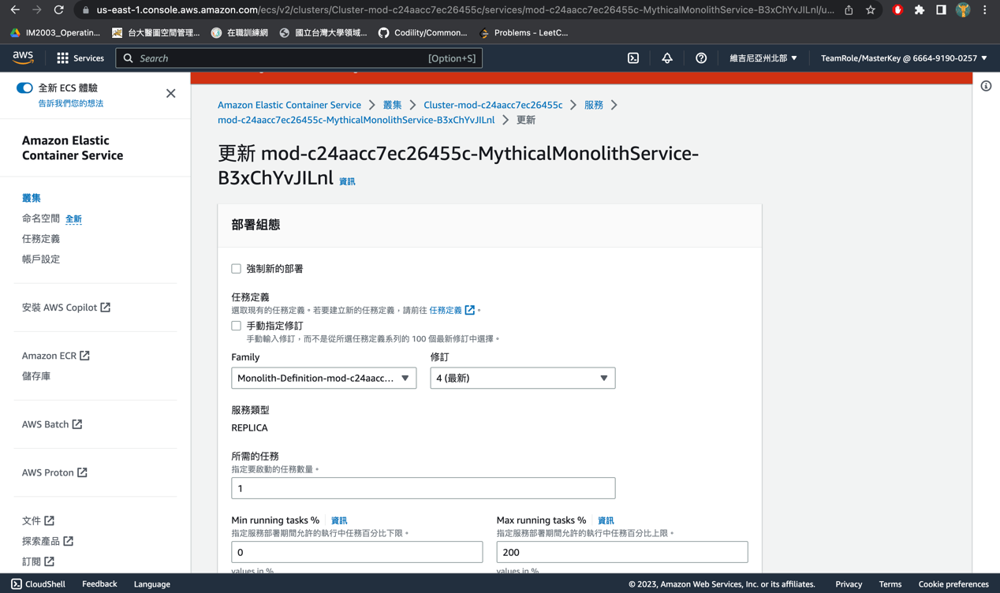 us-east-1.console.aws.amazon.com/ecs/v2/clusters/Cluster-mod-c24aacc7ec26455c/services/mod-c24aacc7ec26455c-MythicalMonolithService-B3xChYvJILnl/u...
IM2003_Operatin...
台大醫圖空間管理...
在職訓練網
國立台灣大學領域...
Codility/Common...
Problems - LeetC...
aws
Services
Search
[Option+S]
維吉尼亞州北部
TeamRole/MasterKey @ 6664-9190-0257
全新 ECS 體驗
告訴我們您的想法
Amazon Elastic
Container Service
叢集
命名空間 全新
任務定義
帳戶設定
安裝 AWS Copilot
Amazon ECR
儲存庫
AWS Batch
AWS Proton
文件
探索產品
訂閱
Amazon Elastic Container Service > 叢集 > Cluster-mod-c24aacc7ec26455c > 服務 >
mod-c24aacc7ec26455c-MythicalMonolithService-B3xChYvJILnl > 更新
更新 mod-c24aacc7ec26455c-MythicalMonolithService-
B3xChYvJILnl 資訊
部署組態
強制新的部署
任務定義
選取現有的任務定義。若要建立新的任務定義，請前往 任務定義 。
手動指定修訂
手動輸入修訂，而不是從所選任務定義系列的 100 個最新修訂中選擇。
Family
修訂
Monolith-Definition-mod-c24aacc...
4 (最新)
服務類型
REPLICA
所需的任務
指定要啟動的任務數量。
1
Min running tasks % 資訊
Max running tasks % 資訊
指定服務部署期間允許的執行中任務百分比下限。
指定服務部署期間允許的執行中任務百分比上限。
0
200
values in %
values in %
CloudShell
Feedback
Language
© 2023, Amazon Web Services, Inc. or its affiliates.
Privacy
Terms
Cookie preferences